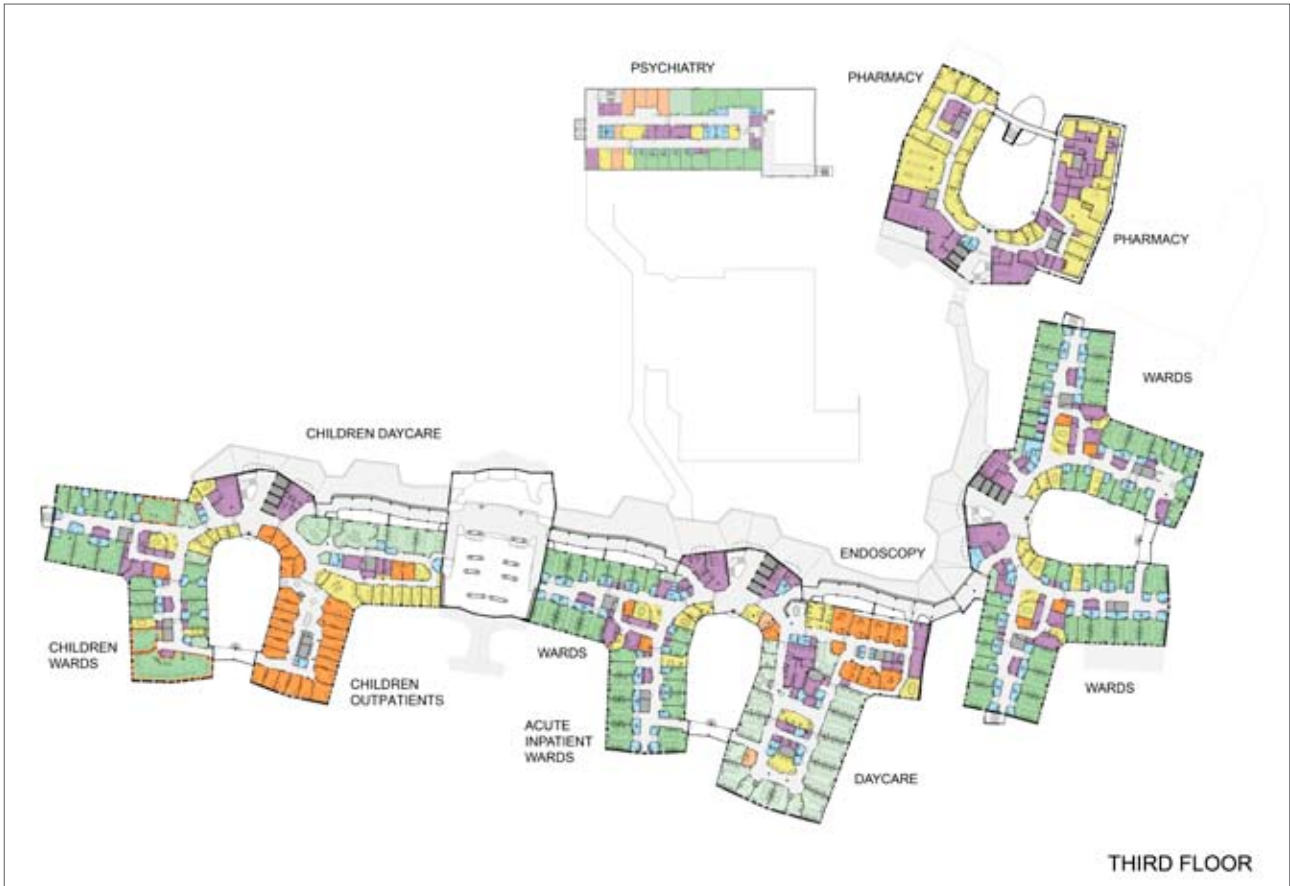 PSYCHIATRY
PHARMACY
PHARMACY
WARDS
CHILDREN DAYCARE
ENDOSCOPY
CHILDREN
WARDS
CHILDREN
OUTPATIENTS
WARDS
ACUTE
INPATIENT
WARDS
WARDS
DAYCARE
THIRD FLOOR